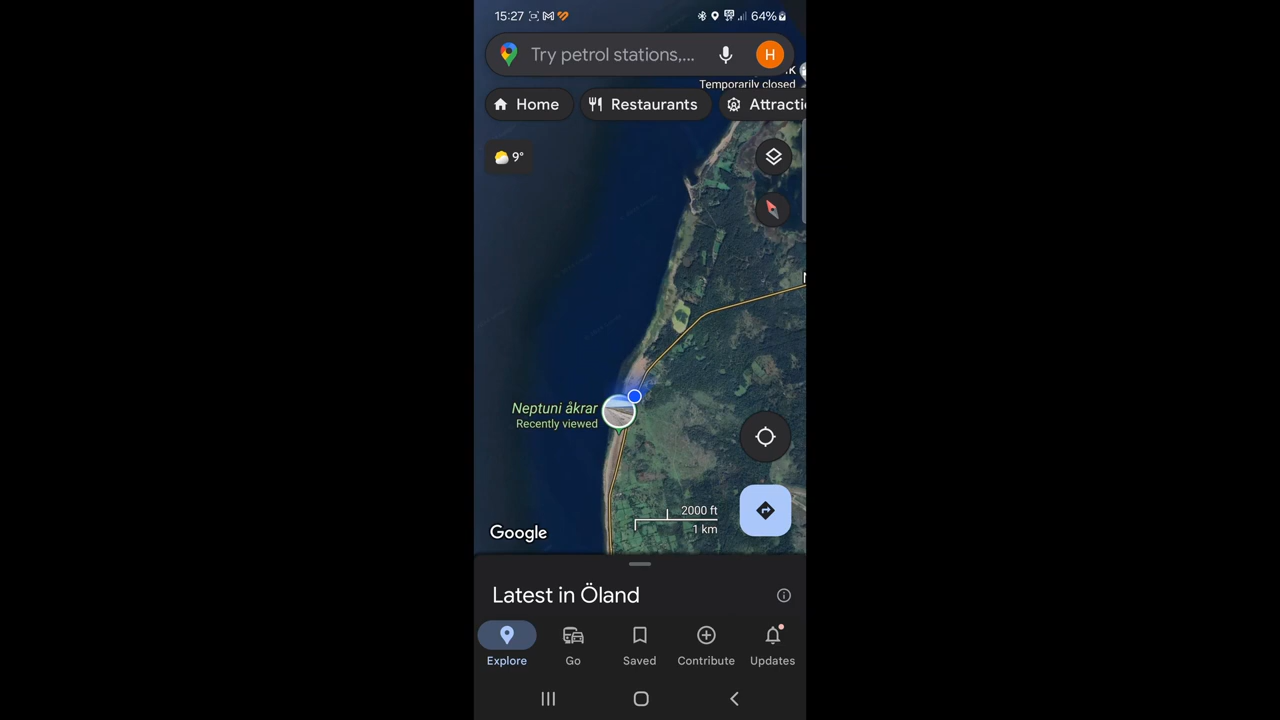 15:27
64%
Try petrol stations,...
H
Temporarily closed
Home
Restaurants
Attracti
9°
Neptuni åkrar
Recently viewed
2000 ft
1 km
Google
Latest in Öland
Explore
Go
Saved
Contribute
Updates